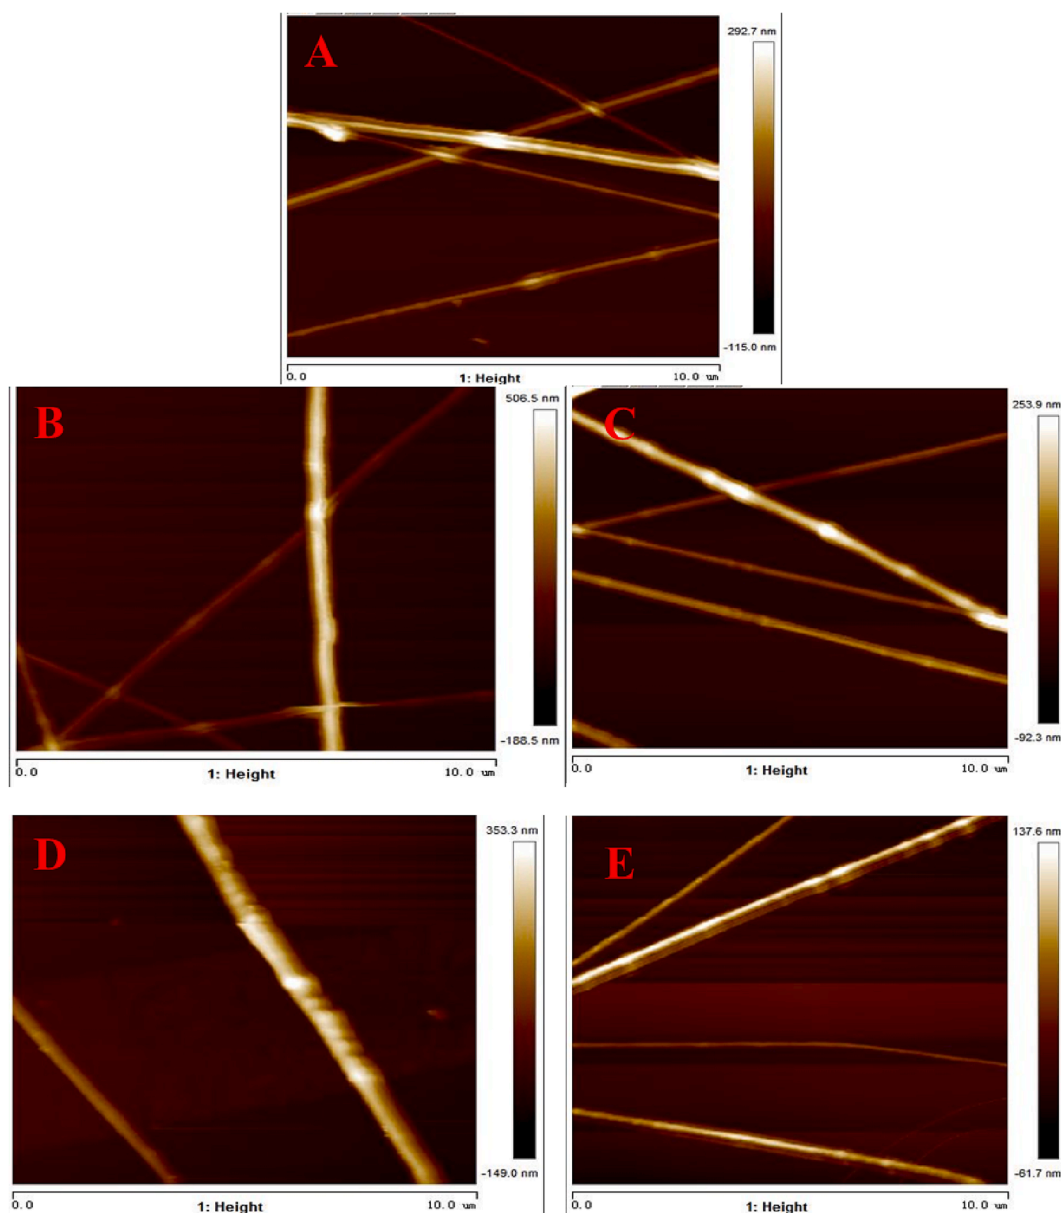 A
292.7 nm
-115.0 nm
0.0
1: Height
10.0 um
B
506.5 nm
-188.5 nm
0.0
1: Height
10.0 um
C
253.9 nm
-92.3 nm
0.0
1: Height
10.0 um
D
353.3 nm
-149.0 nm
0.0
1: Height
10.0 um
E
137.6 nm
-61.7 nm
0.0
1: Height
10.0 um